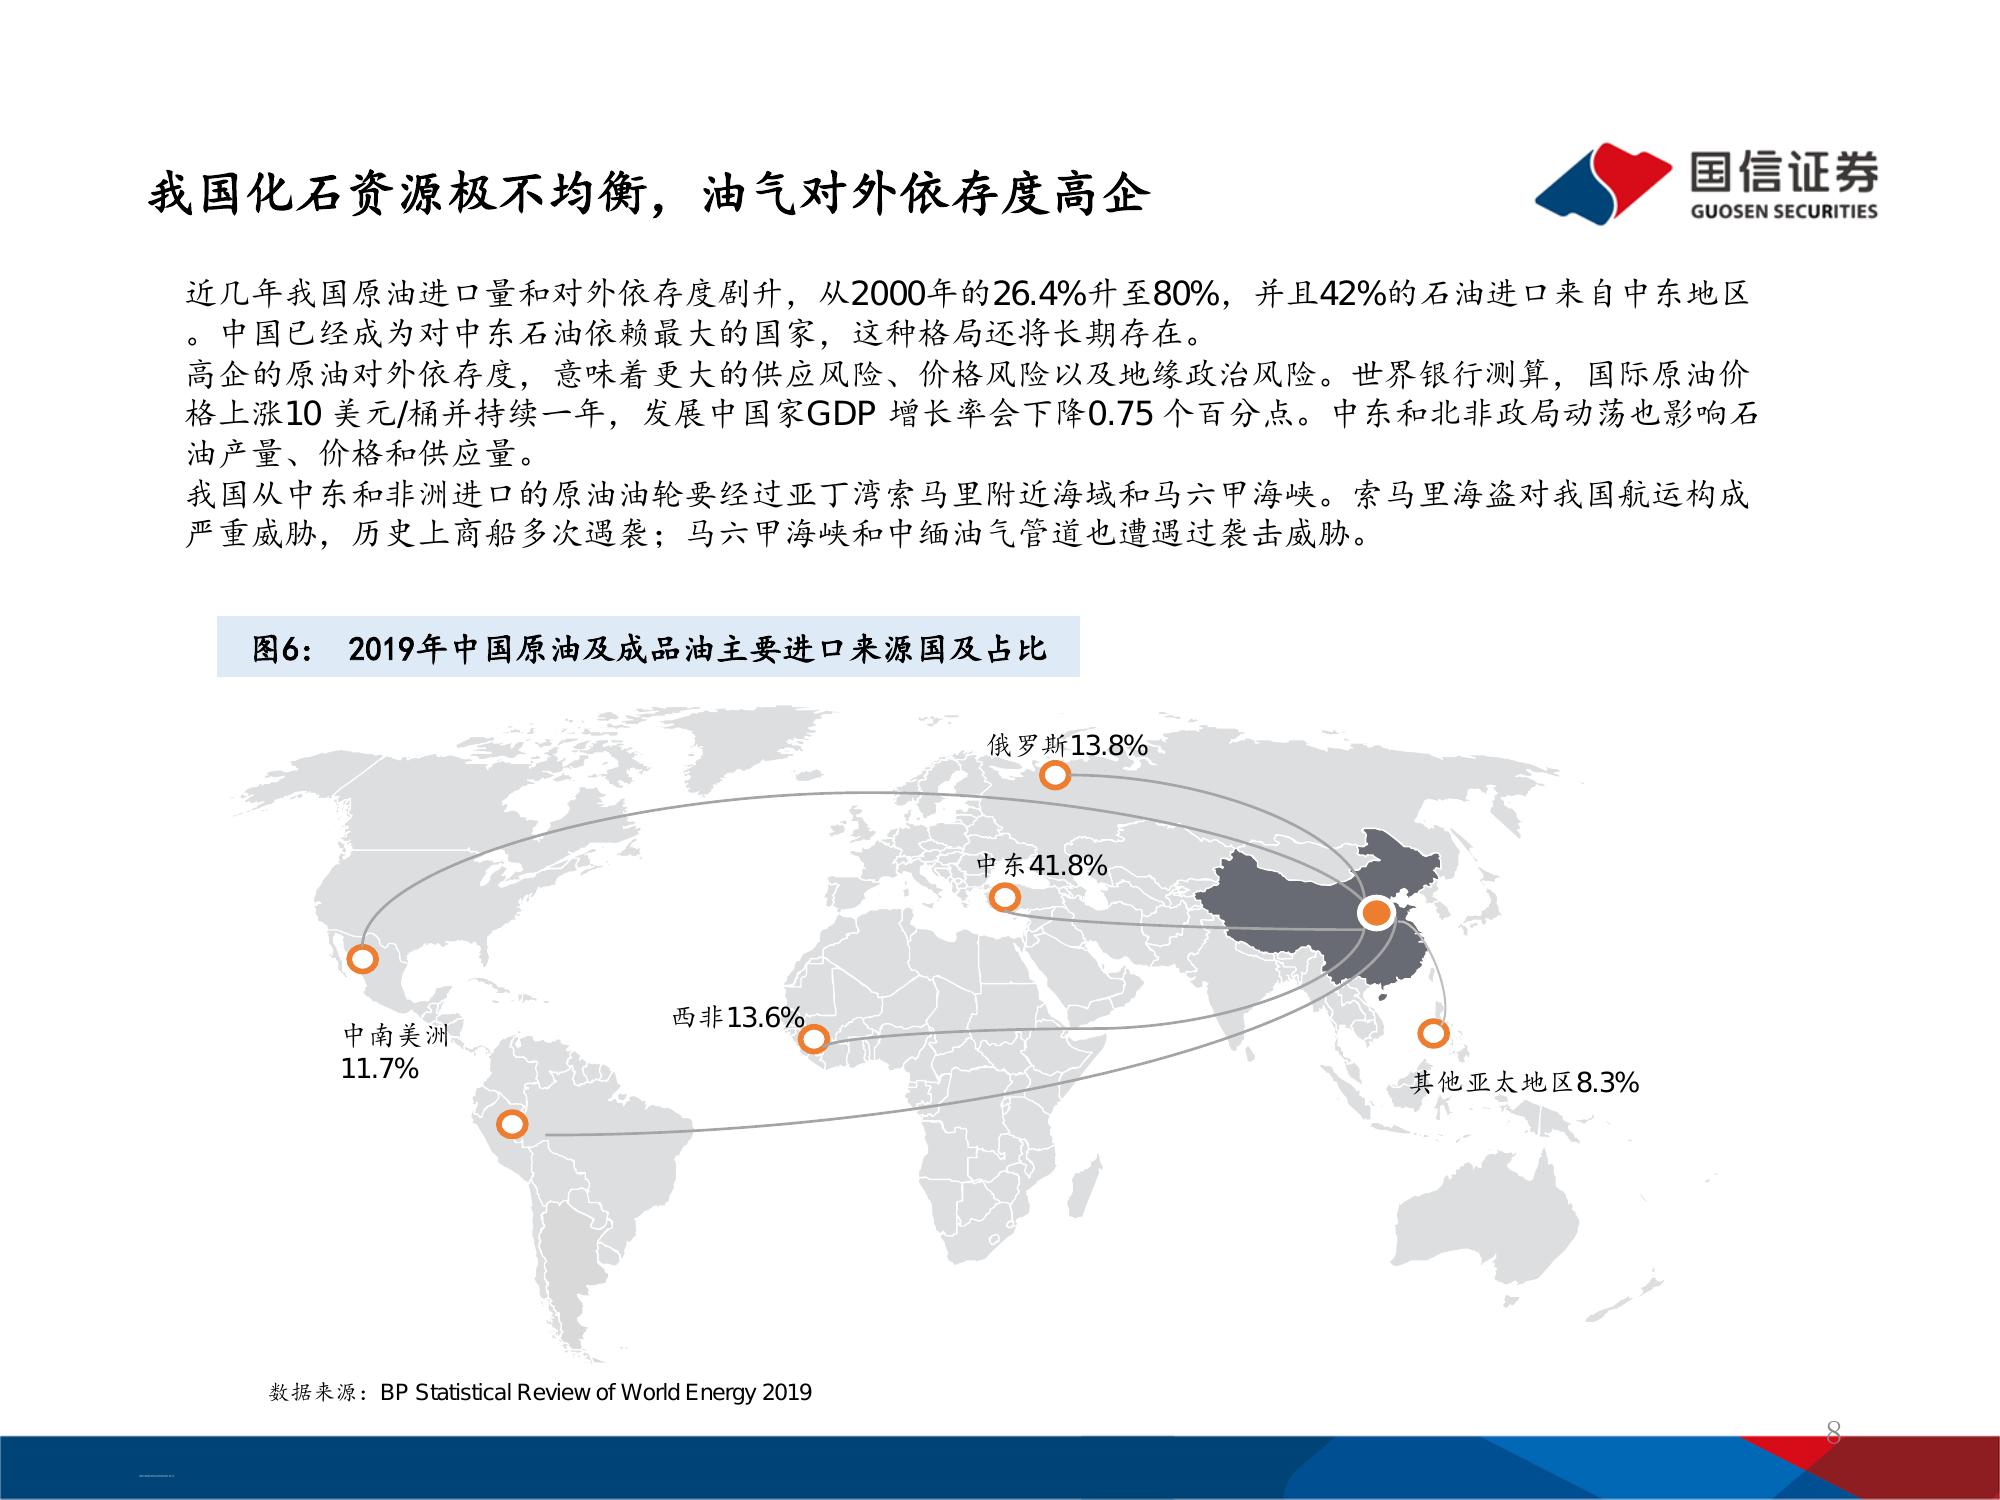 我国化石资源极不均衡，油气对外依存度高企
国信证券
GUOSEN SECURITIES
近几年我国原油进口量和对外依存度剧升，从2000年的26.4%升至80%，并且42%的石油进口来自中东地区
。中国已经成为对中东石油依赖最大的国家，这种格局还将长期存在。
高企的原油对外依存度，意味着更大的供应风险、价格风险以及地缘政治风险。世界银行测算，国际原油价
格上涨10 美元/桶并持续一年，发展中国家GDP 增长率会下降0.75 个百分点。中东和北非政局动荡也影响石
油产量、价格和供应量。
我国从中东和非洲进口的原油油轮要经过亚丁湾索马里附近海域和马六甲海峡。索马里海盗对我国航运构成
严重威胁，历史上商船多次遇袭；马六甲海峡和中缅油气管道也遭遇过袭击威胁。
图6： 2019年中国原油及成品油主要进口来源国及占比
俄罗斯13.8%
中东41.8%
西非13.6%
中南美洲
11.7%
其他亚太地区8.3%
数据来源：BP Statistical Review of World Energy 2019
8